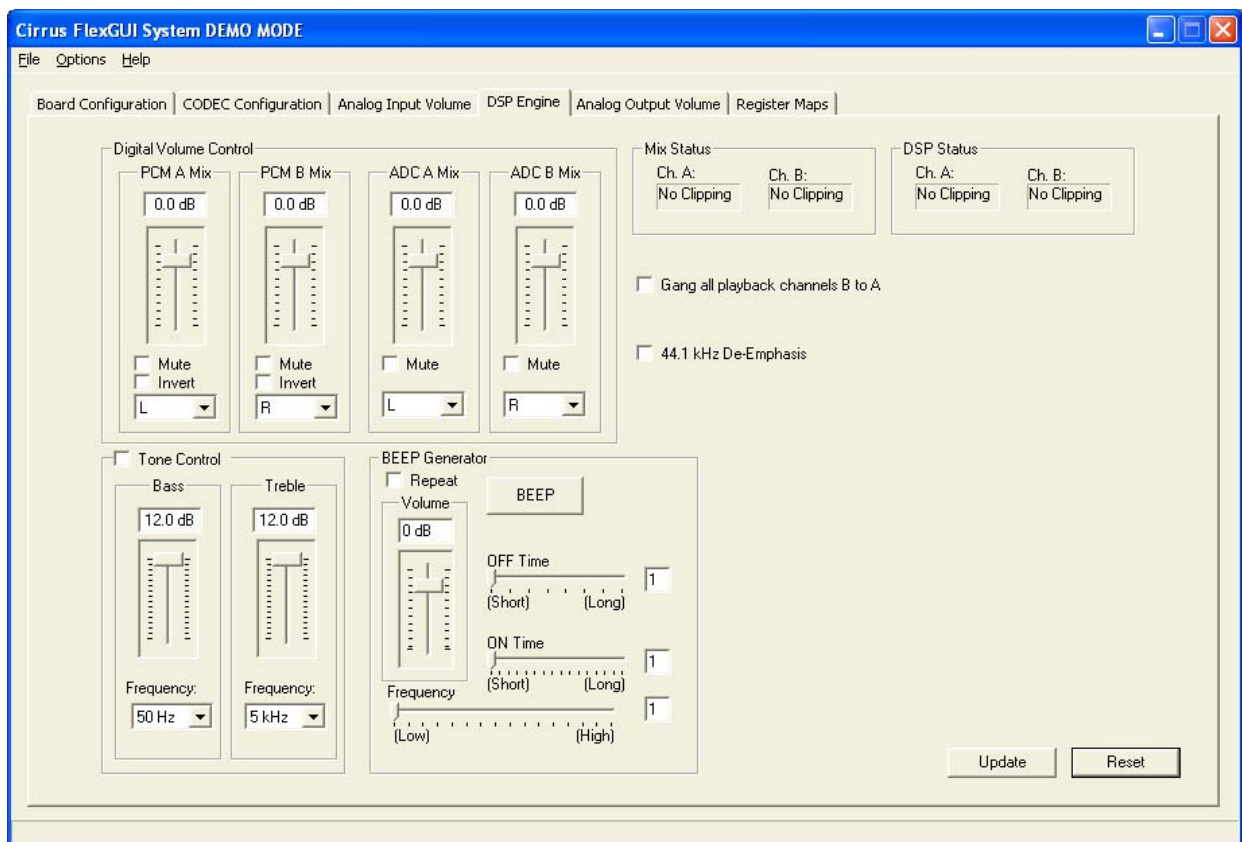 Cirrus FlexGUI System DEMO MODE
File Options Help
Board Configuration CODEC Configuration Analog Input Volume DSP Engine Analog Output Volume Register Maps
Digital Volume Control
PCM A Mix PCM B Mix ADC A Mix ADC B Mix
0.0 dB 0.0 dB 0.0 dB 0.0 dB
Mute Mute Mute Mute
Invert Invert
L R L R
Mix Status
Ch. A: Ch. B:
No Clipping No Clipping
DSP Status
Ch. A: Ch. B:
No Clipping No Clipping
Gang all playback channels B to A
44.1 kHz De-Emphasis
Tone Control
Bass Treble
12.0 dB 12.0 dB
Frequency: Frequency:
50 Hz 5 kHz
BEEP Generator
Repeat
BEEP
Volume
0 dB
OFF Time
1
(Short) (Long)
ON Time
1
(Short) (Long)
Frequency
1
(Low) (High)
Update Reset